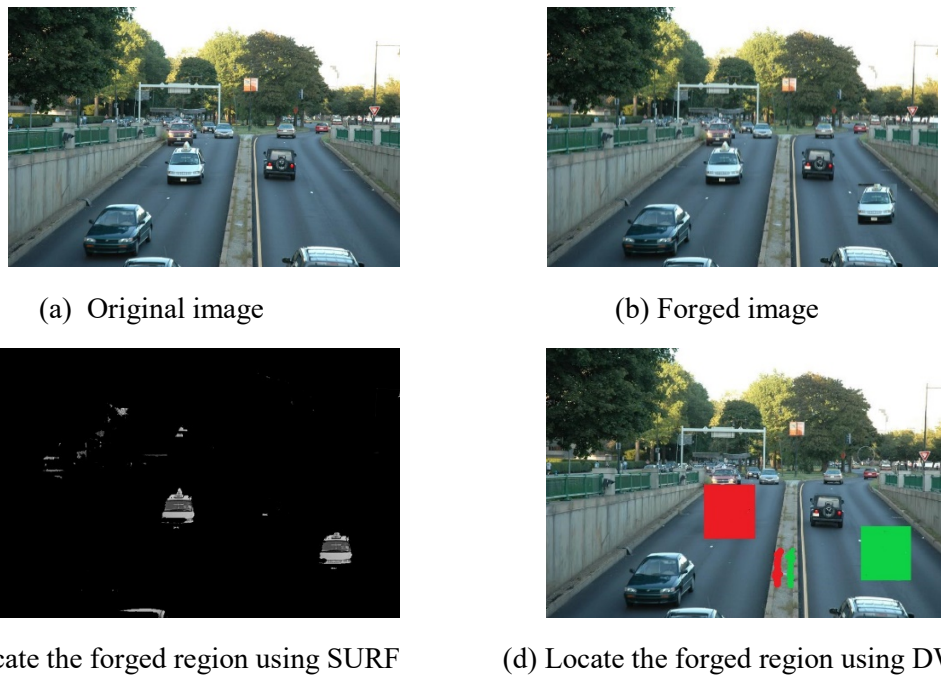 (a) Original image
(b) Forged image
cate the forged region using SURF
(d) Locate the forged region using DW